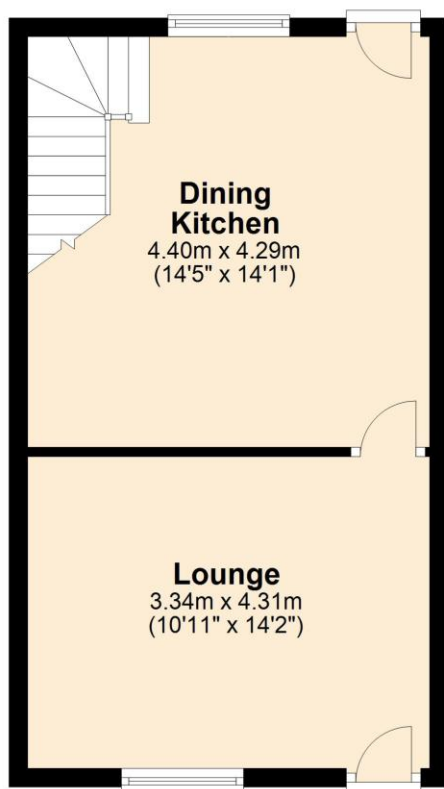 Dining
Kitchen
4.40m x 4.29m
(14'5" x 14'1")
Lounge
3.34m x 4.31m
(10'11" x 14'2")